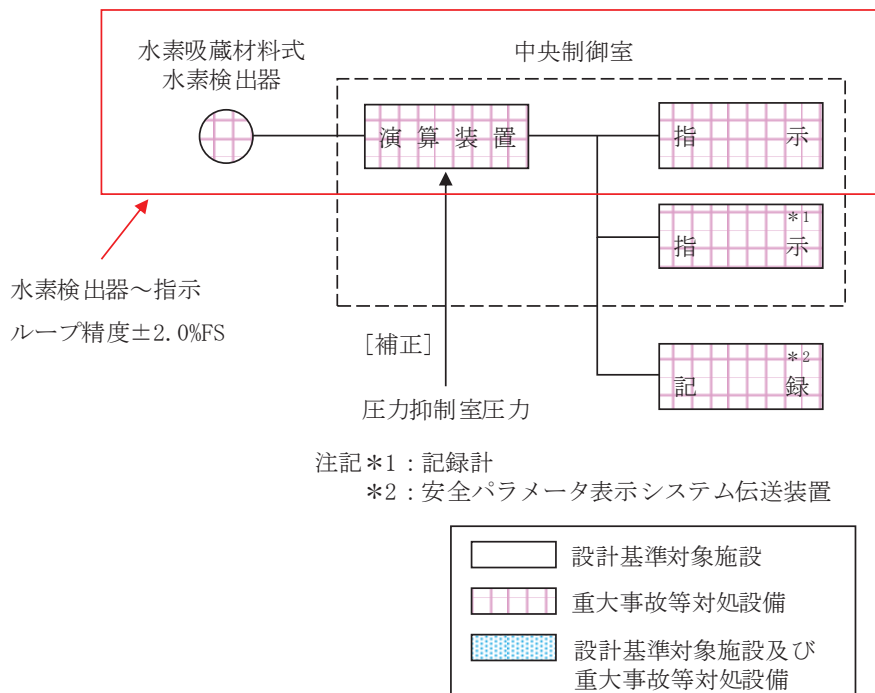 水素吸蔵材料式
水素検出器
中央制御室
演算装置
指示
*1
指示
水素検出器~指示
ループ精度±2.0%FS
[補正]
*2
記録
圧力抑制室圧力
注記*1:記録計
*2:安全パラメータ表示システム伝送装置
設計基準対象施設
重大事故等対処設備
設計基準対象施設及び
重大事故等対処設備